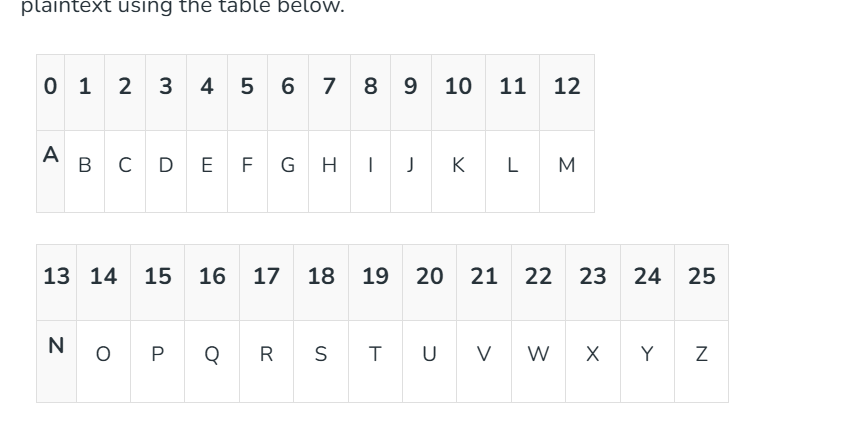 plaintext using the table below.
0 1 2 3 4 5 6 7 8 9 10 11 12
A B C D E F G H I J K L M
13 14 15 16 17 18 19 20 21 22 23 24 25
N O P Q R S T U V W X Y Z